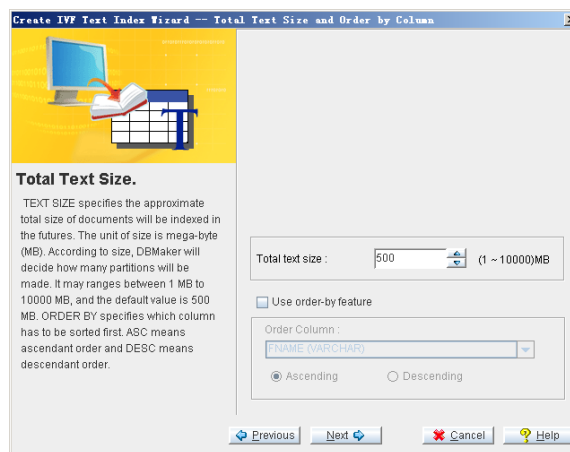 Create IVF Text Index Wizard -- Total Text Size and Order by Column
T
Total Text Size.
TEXT SIZE specifies the approximate
total size of documents will be indexed in
the futures. The unit of size is mega-byte
(MB). According to size, DBMaker will
decide how many partitions will be
made. It may ranges between 1 MB to
10000 MB, and the default value is 500
MB. ORDER BY specifies which column
has to be sorted first. ASC means
ascendant order and DESC means
descendant order.
Total text size : 500 (1 ~ 10000)MB
Use order-by feature
Order Column :
FNAME (VARCHAR)
Ascending Descending
Previous Next Cancel Help